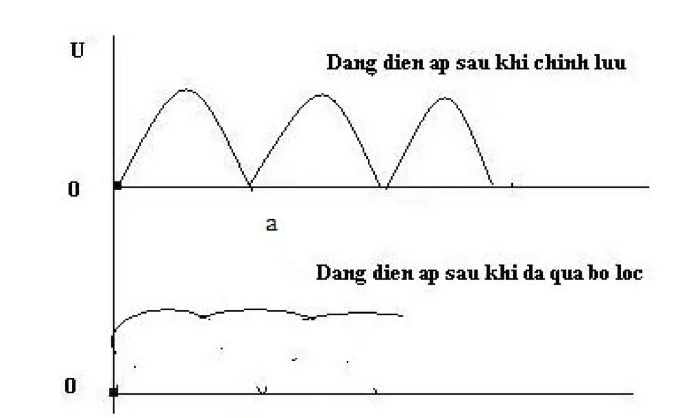 U
Dang dien ap sau khi chinh luu
0
a
Dang dien ap sau khi da qua bo loc
0